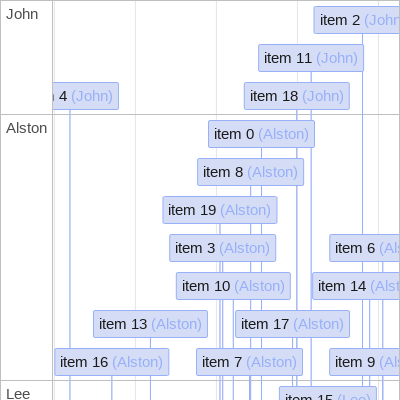 John
item 2 (John
item 11 (John)
4 (John)
item 18 (John)
Alston
item 0 (Alston)
item 8 (Alston)
item 19 (Alston)
item 3 (Alston)
item 6 (Als
item 10 (Alston)
item 14 (Alst
item 13 (Alston)
item 17 (Alston)
item 16 (Alston)
item 7 (Alston)
item 9 (Als
Lee
item 15 (Lee)